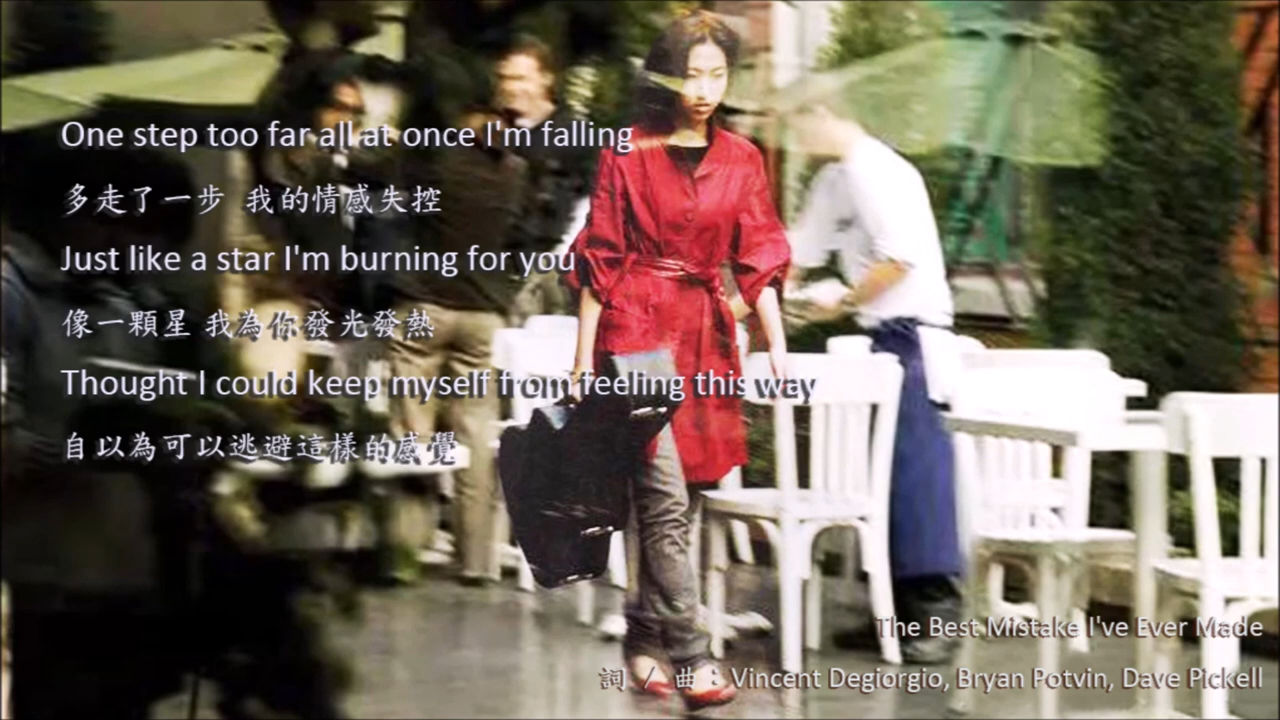 One step too far all at once I'm falling
多走了一步 我的情感失控
Just like a star I'm burning for you
像一顆星 我為你發光發熱
Thought I could keep myself from feeling this way
自以為可以逃避這樣的感覺
The Best Mistake I've Ever Made
詞 / 曲：Vincent Degiorgio, Bryan Potvin, Dave Pickell